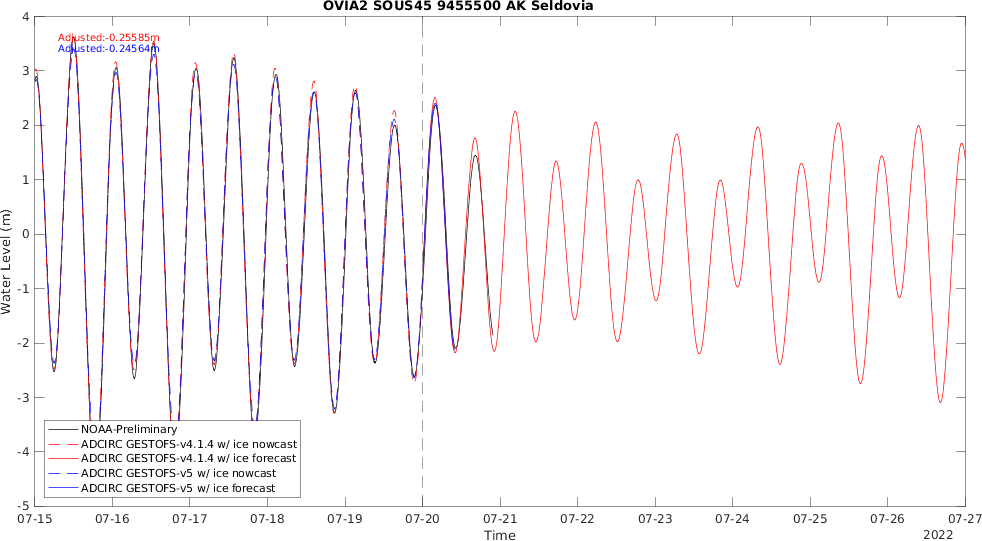 OVIA2 SOUS45 9455500 AK Seldovia
Adjusted:-0.25585m
Adjusted:-0.24564m
4
3
2
1
0
-1
-2
-3
-4
-5
Water Level (m)
NOAA-Preliminary
ADCIRC GESTOFS-v4.1.4 w/ ice nowcast
ADCIRC GESTOFS-v4.1.4 w/ ice forecast
ADCIRC GESTOFS-v5 w/ ice nowcast
ADCIRC GESTOFS-v5 w/ ice forecast
07-15 07-16 07-17 07-18 07-19 07-20 07-21 07-22 07-23 07-24 07-25 07-26 07-27
Time
2022